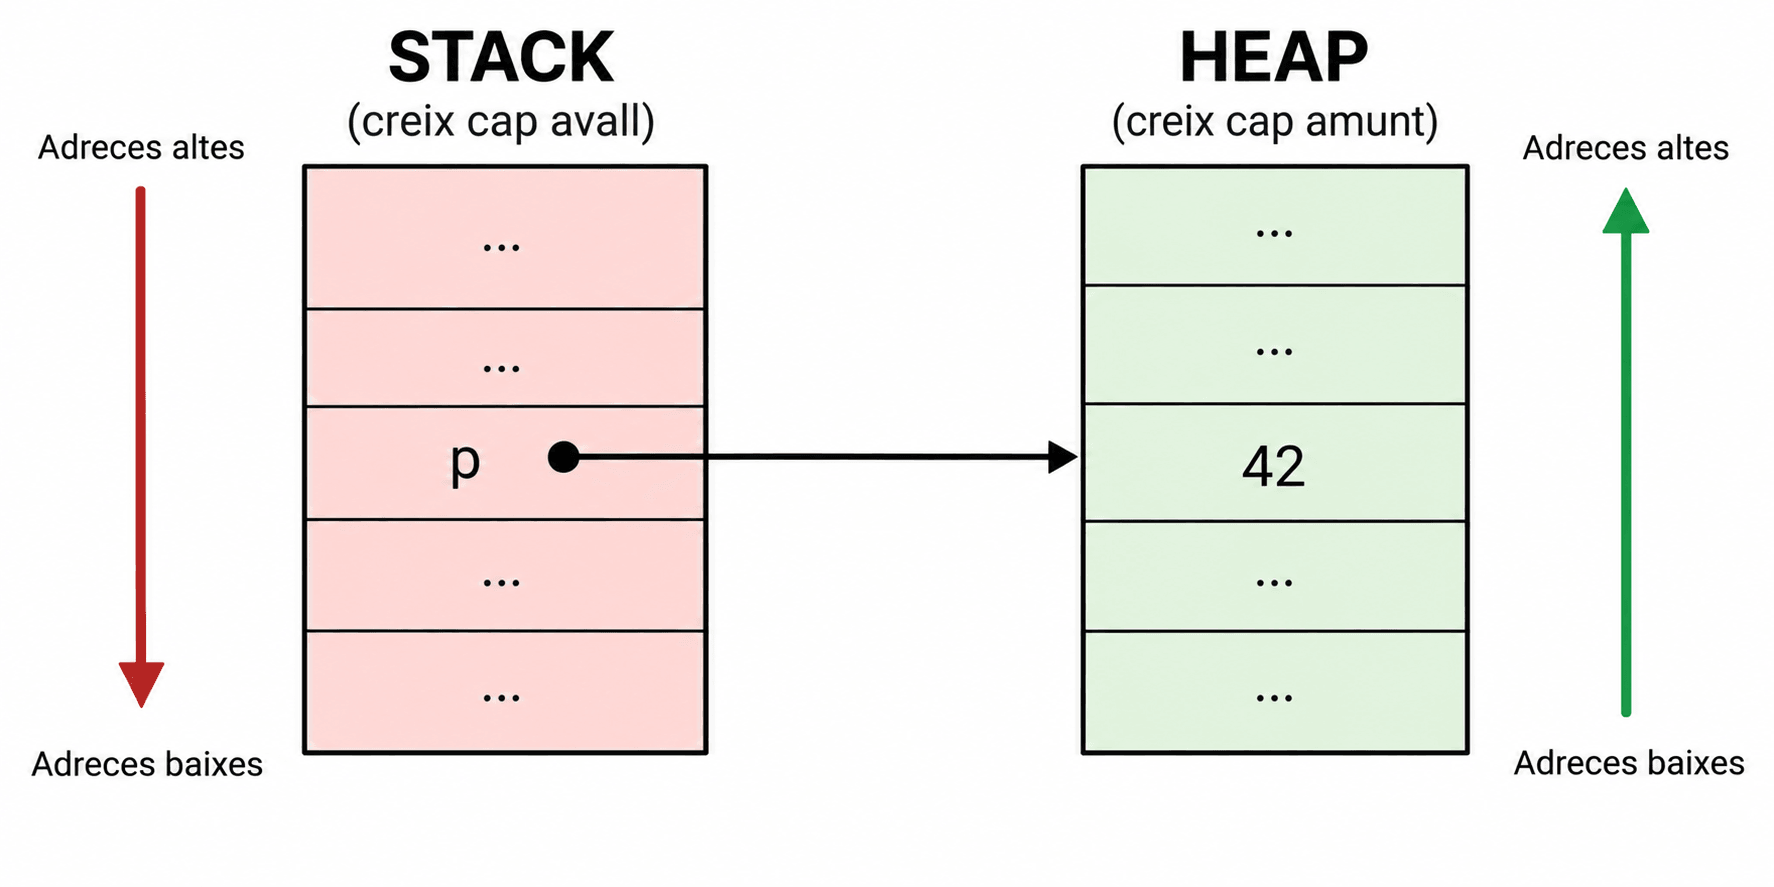 STACK
(creix cap avall)
Adreces altes
...
...
p
...
...
Adreces baixes
HEAP
(creix cap amunt)
Adreces altes
...
...
42
...
...
Adreces baixes